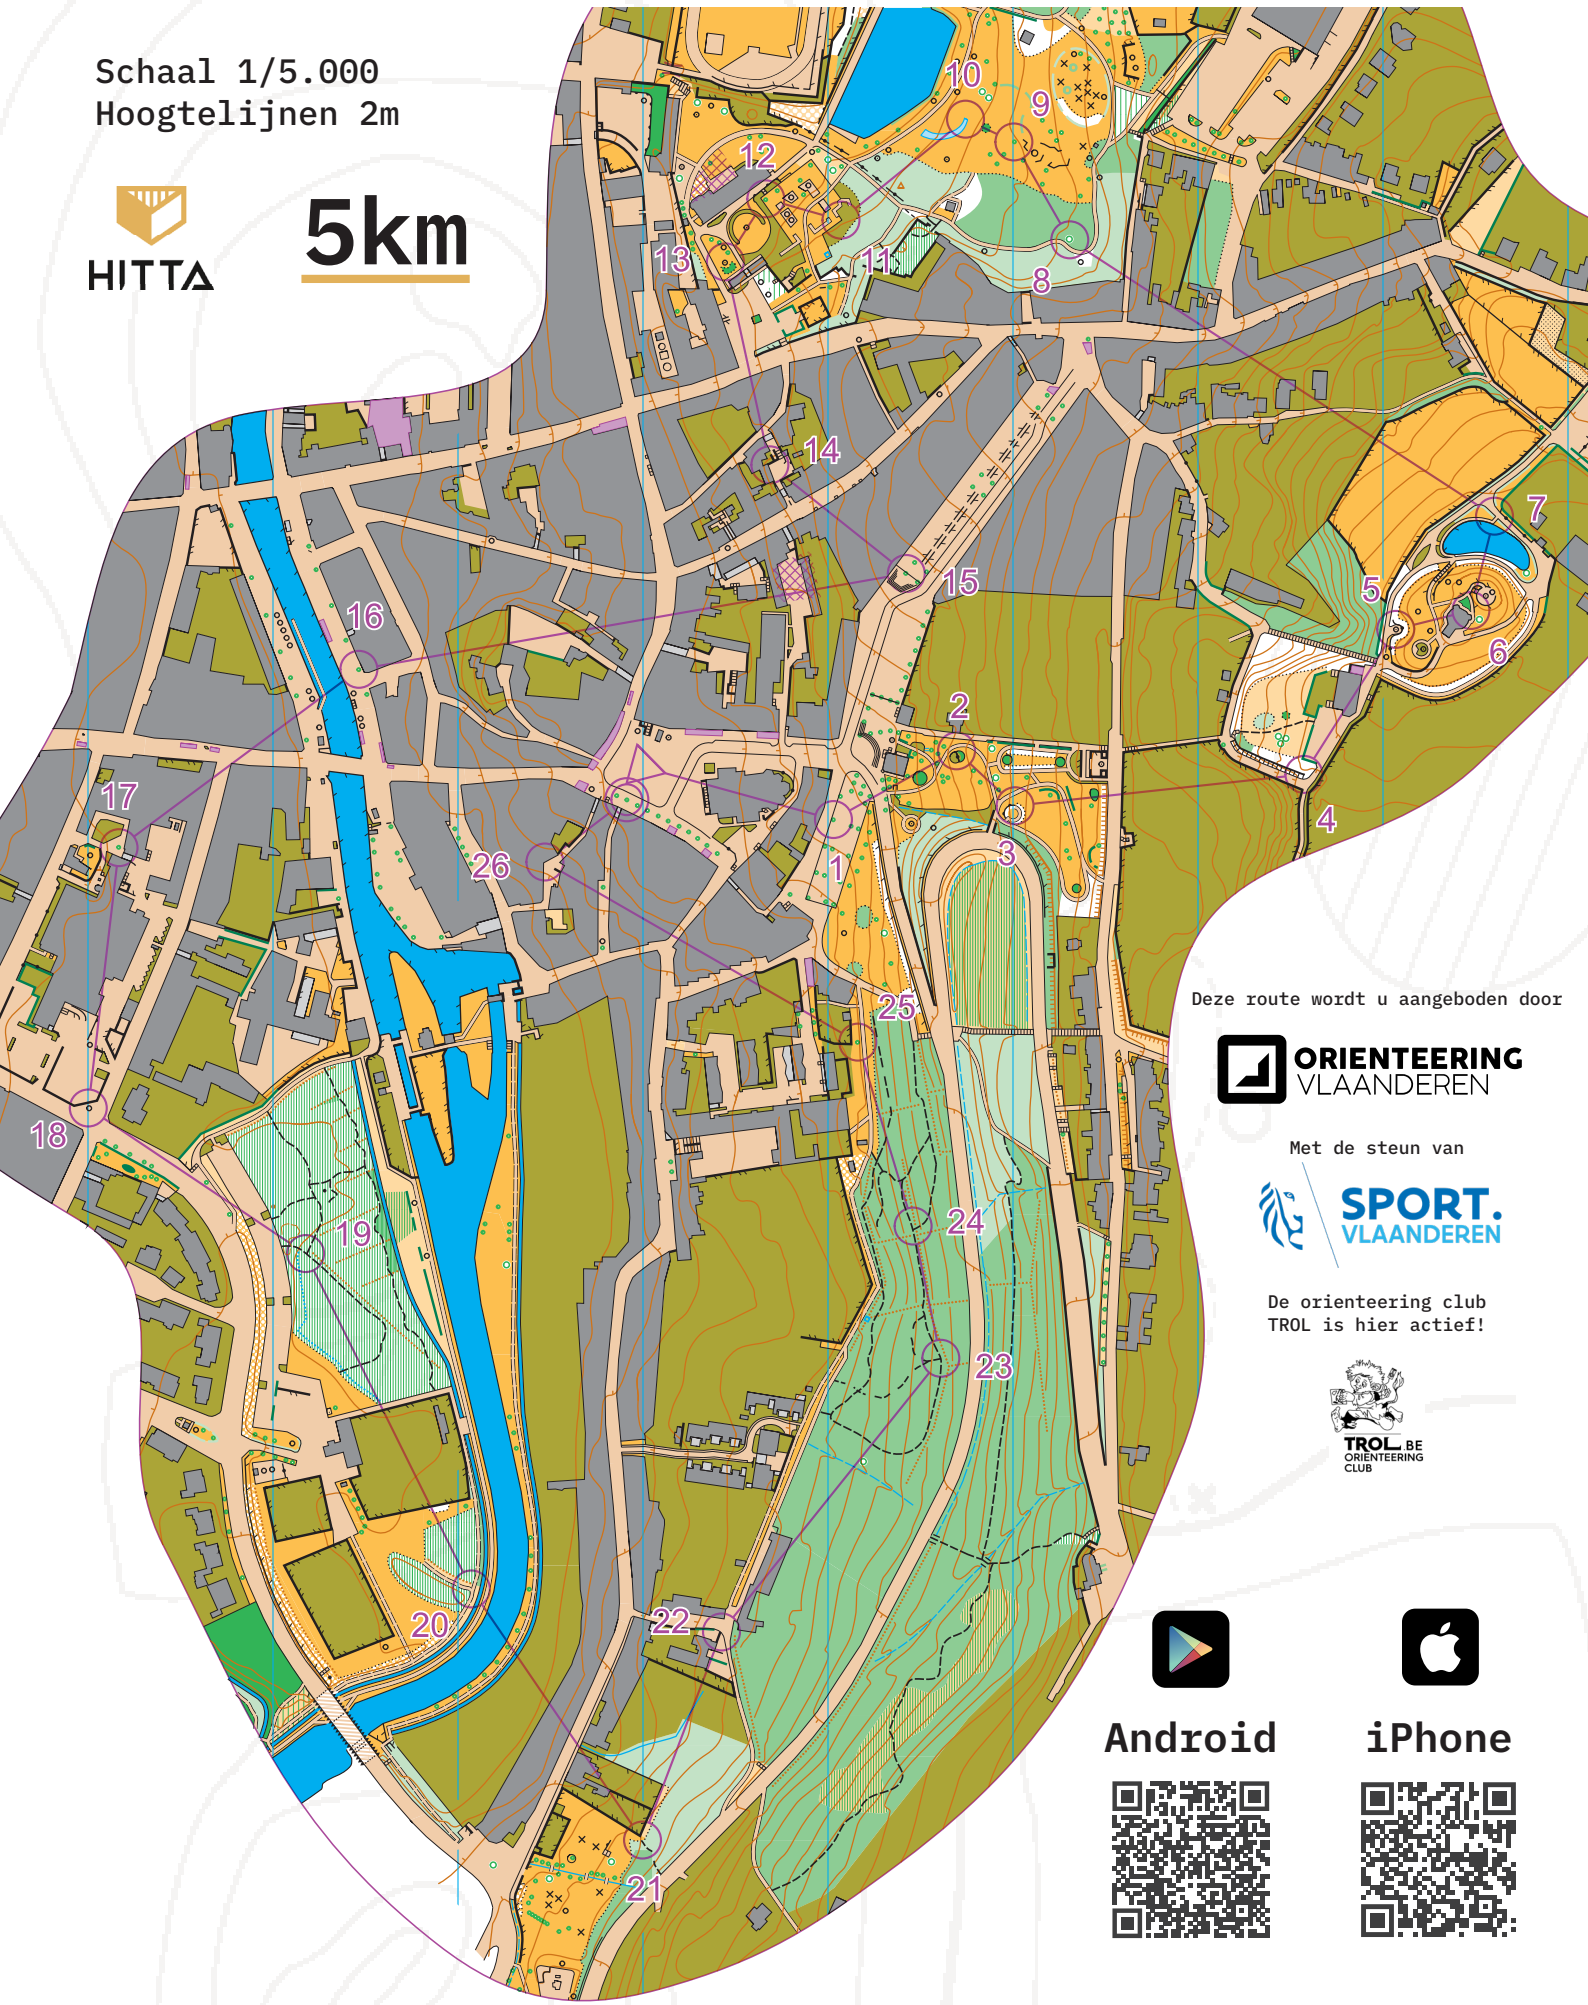 Schaal 1/5.000
Hoogtelijnen 2m
HITTA
5km
10
9
12
13
11
8
14
7
15
5
16
6
2
17
4
26
3
1
25
Deze route wordt u aangeboden door
ORIENTEERING
VLAANDEREN
18
Met de steun van
19
24
SPORT.
VLAANDEREN
De orienteering club
TROL is hier actief!
23
TROL.BE
ORIENTEERING
CLUB
20
22
Android
iPhone
21